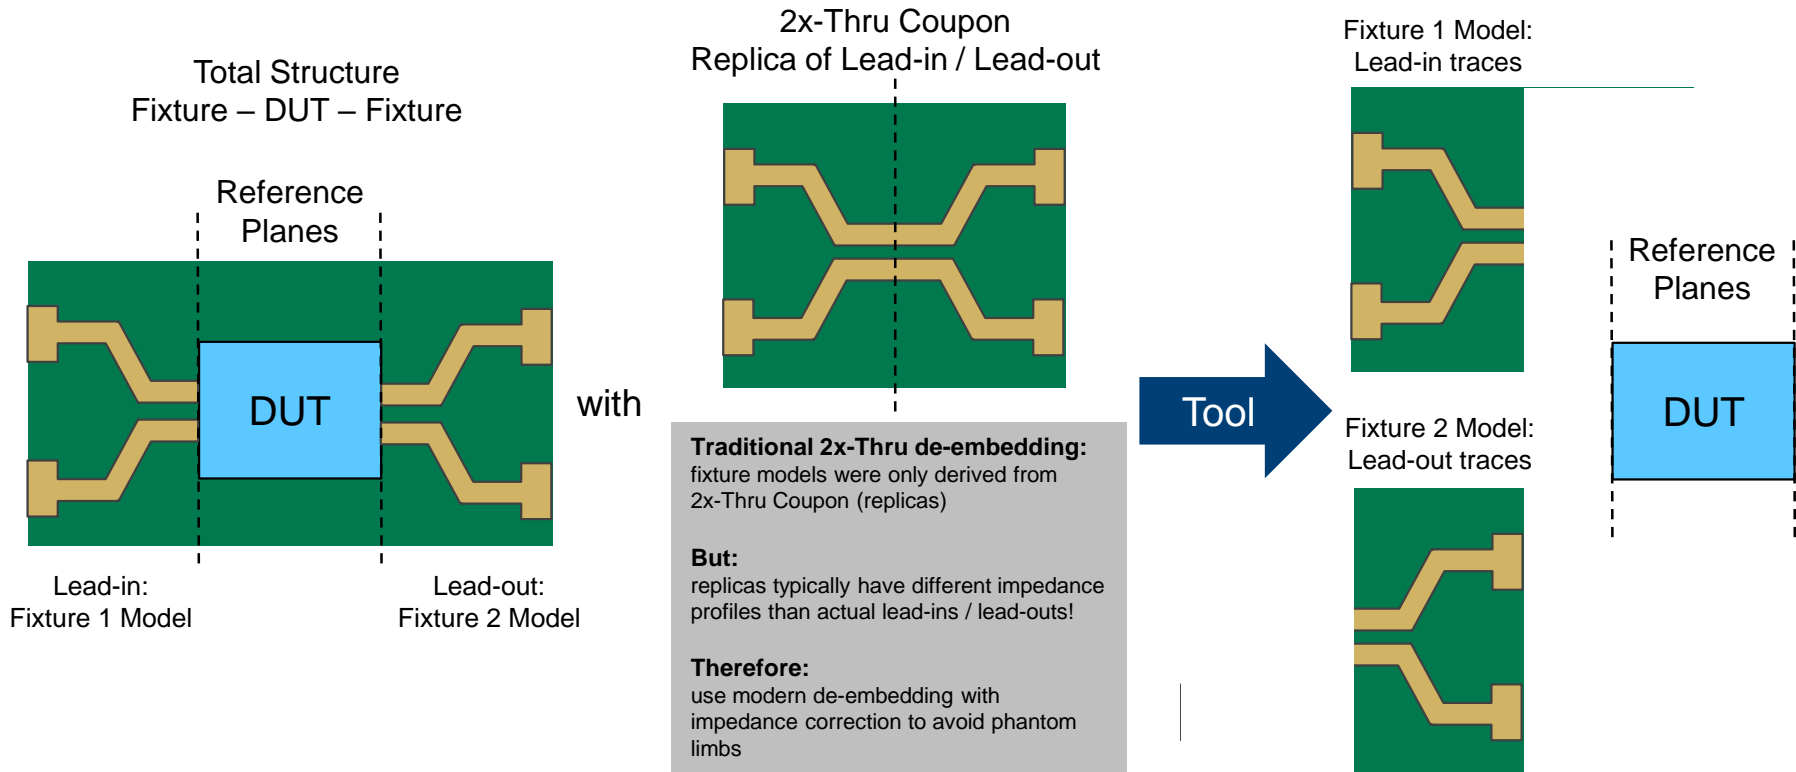 Total Structure
Fixture – DUT – Fixture
Reference
Planes
DUT
Lead-in:
Fixture 1 Model
Lead-out:
Fixture 2 Model
with
2x-Thru Coupon
Replica of Lead-in / Lead-out
Traditional 2x-Thru de-embedding:
fixture models were only derived from
2x-Thru Coupon (replicas)
But:
replicas typically have different impedance
profiles than actual lead-ins / lead-outs!
Therefore:
use modern de-embedding with
impedance correction to avoid phantom
limbs
Tool
Fixture 1 Model:
Lead-in traces
Fixture 2 Model:
Lead-out traces
Reference
Planes
DUT